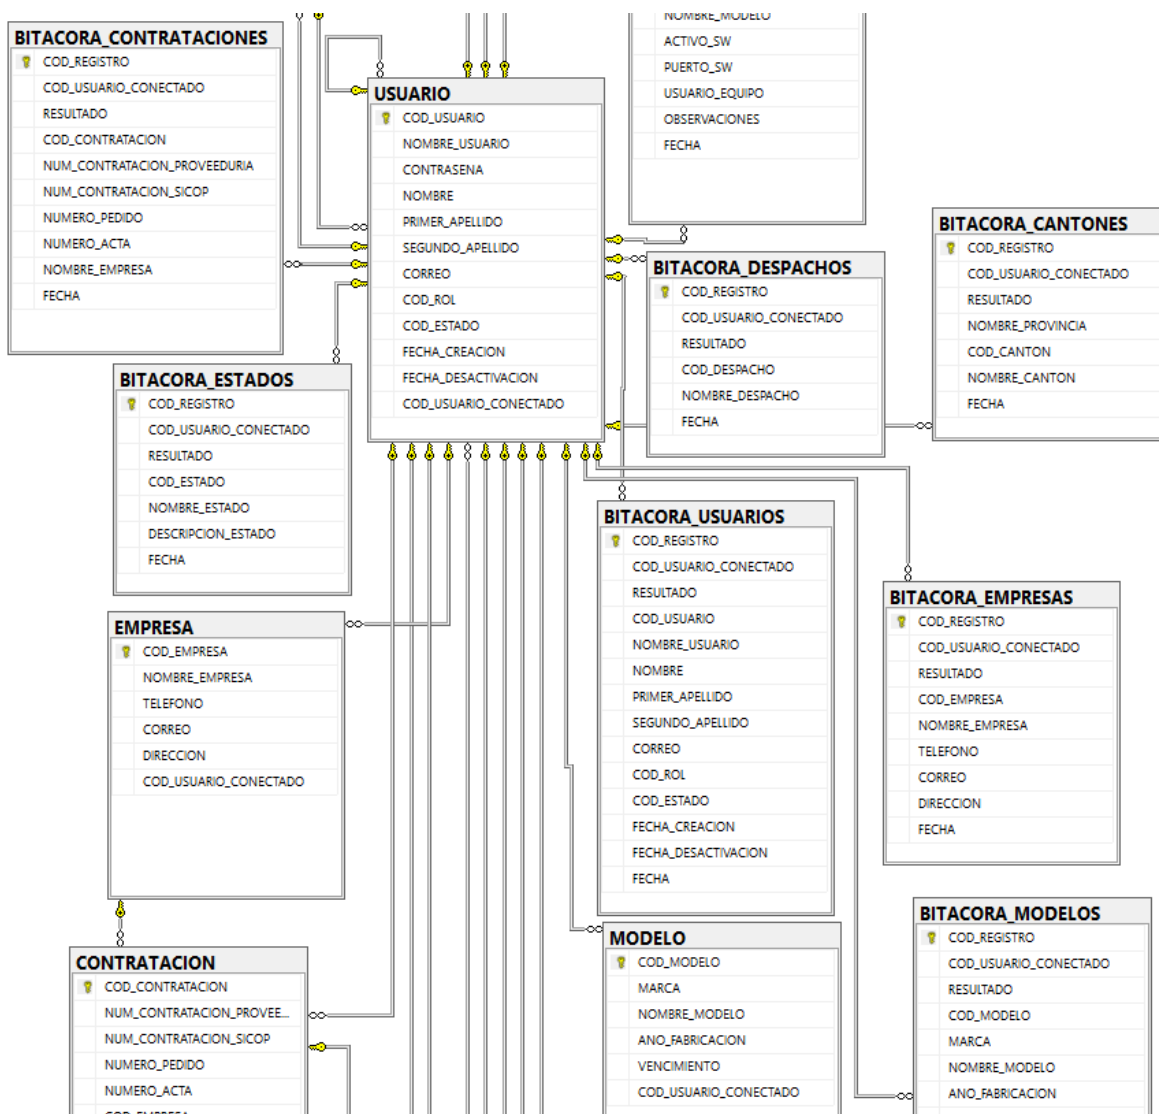 BITACORA_CONTRATACIONES
COD_REGISTRO
COD_USUARIO_CONECTADO
RESULTADO
COD_CONTRATACION
NUM_CONTRATACION_PROVEEDURIA
NUM_CONTRATACION_SICOP
NUMERO_PEDIDO
NUMERO_ACTA
NOMBRE_EMPRESA
FECHA
USUARIO
COD_USUARIO
NOMBRE_USUARIO
CONTRASENA
NOMBRE
PRIMER_APELLIDO
SEGUNDO_APELLIDO
CORREO
COD_ROL
COD_ESTADO
FECHA_CREACION
FECHA_DESACTIVACION
COD_USUARIO_CONECTADO
NOMBRE_MODELO
ACTIVO_SW
PUERTO_SW
USUARIO_EQUIPO
OBSERVACIONES
FECHA
BITACORA_DESPACHOS
COD_REGISTRO
COD_USUARIO_CONECTADO
RESULTADO
COD_DESPACHO
NOMBRE_DESPACHO
FECHA
BITACORA_CANTONES
COD_REGISTRO
COD_USUARIO_CONECTADO
RESULTADO
NOMBRE_PROVINCIA
COD_CANTON
NOMBRE_CANTON
FECHA
BITACORA_ESTADOS
COD_REGISTRO
COD_USUARIO_CONECTADO
RESULTADO
COD_ESTADO
NOMBRE_ESTADO
DESCRIPCION_ESTADO
FECHA
BITACORA_USUARIOS
COD_REGISTRO
COD_USUARIO_CONECTADO
RESULTADO
COD_USUARIO
NOMBRE_USUARIO
NOMBRE
PRIMER_APELLIDO
SEGUNDO_APELLIDO
CORREO
COD_ROL
COD_ESTADO
FECHA_CREACION
FECHA_DESACTIVACION
FECHA
BITACORA_EMPRESAS
COD_REGISTRO
COD_USUARIO_CONECTADO
RESULTADO
COD_EMPRESA
NOMBRE_EMPRESA
TELEFONO
CORREO
DIRECCION
FECHA
EMPRESA
COD_EMPRESA
NOMBRE_EMPRESA
TELEFONO
CORREO
DIRECCION
COD_USUARIO_CONECTADO
CONTRATACION
COD_CONTRATACION
NUM_CONTRATACION_PROVEE...
NUM_CONTRATACION_SICOP
NUMERO_PEDIDO
NUMERO_ACTA
COD_EMPRESA
MODELO
COD_MODELO
MARCA
NOMBRE_MODELO
ANO_FABRICACION
VENCIMIENTO
COD_USUARIO_CONECTADO
BITACORA_MODELOS
COD_REGISTRO
COD_USUARIO_CONECTADO
RESULTADO
COD_MODELO
MARCA
NOMBRE_MODELO
ANO_FABRICACION